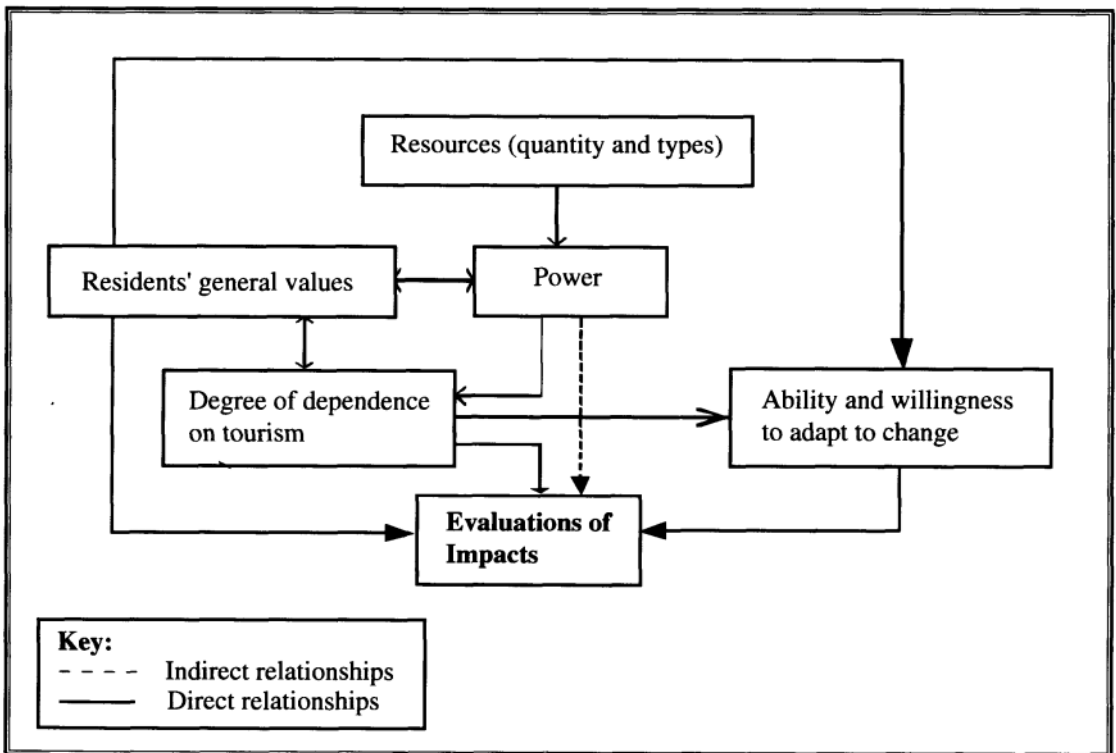 Resources (quantity and types)
Residents' general values
Power
Degree of dependence
on tourism
Ability and willingness
to adapt to change
Evaluations of
Impacts
Key:
Indirect relationships
Direct relationships